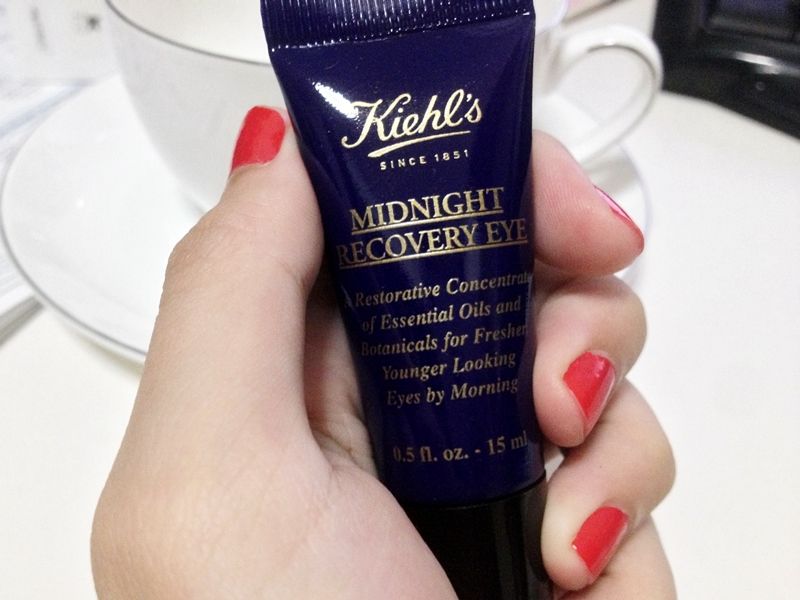 Kiehl's
SINCE 1851
MIDNIGHT
RECOVERY EYE
A Restorative Concentrate
of Essential Oils and
Botanicals for Fresher,
Younger Looking
Eyes by Morning
0.5 fl. oz. - 15 ml